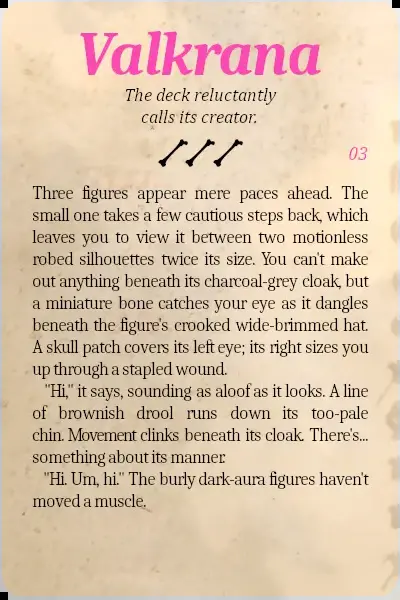 Valkrana
The deck reluctantly
calls its creator.
03
Three figures appear mere paces ahead. The
small one takes a few cautious steps back, which
leaves you to view it between two motionless
robed silhouettes twice its size. You can't make
out anything beneath its charcoal-grey cloak, but
a miniature bone catches your eye as it dangles
beneath the figure's crooked wide-brimmed hat.
A skull patch covers its left eye; its right sizes you
up through a stapled wound.
"Hi," it says, sounding as aloof as it looks. A line
of brownish drool runs down its too-pale
chin. Movement clinks beneath its cloak. There's...
something about its manner.
"Hi. Um, hi." The burly dark-aura figures haven't
moved a muscle.